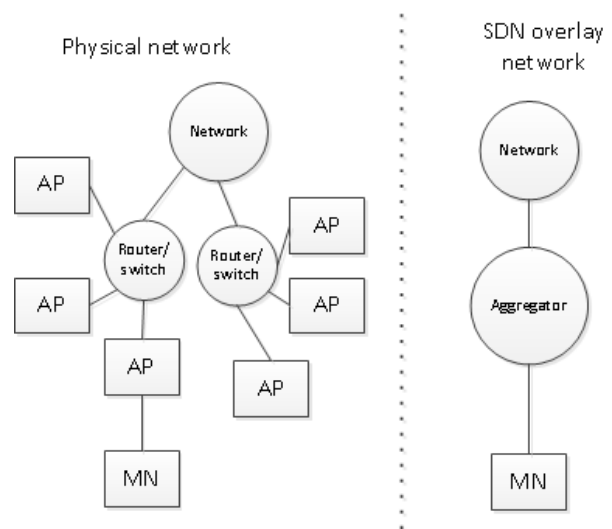 Physical network
SDN overlay
network
Network
AP
Router/
switch
AP
AP
MN
Router/
switch
AP
AP
AP
Network
Aggregator
MN